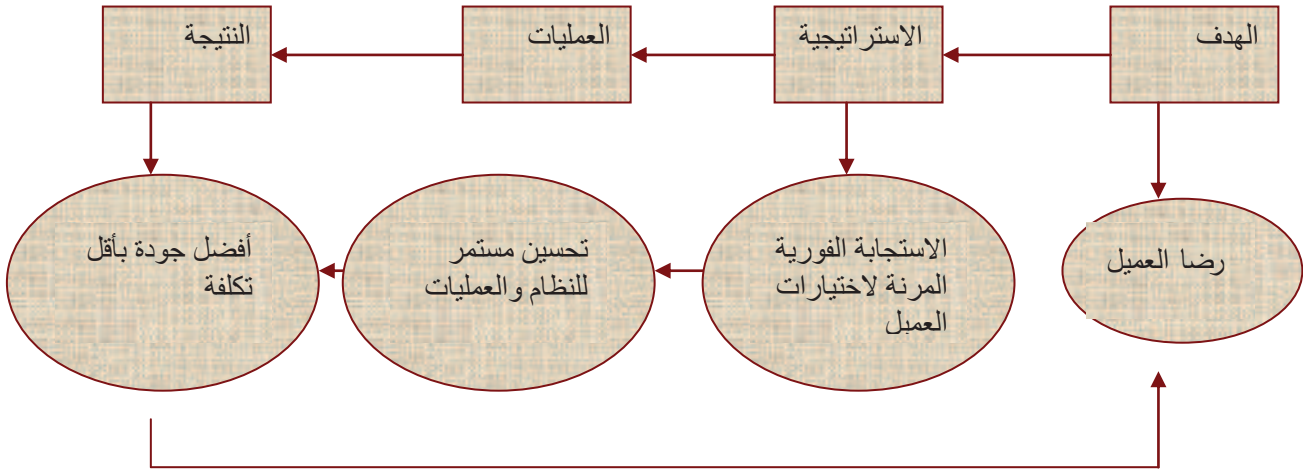 الهدف
الاستراتيجية
العمليات
النتيجة
رضا العميل
الاستجابة الفورية
المرنة لاختيارات
العميل
تحسين مستمر
للنظام والعمليات
أفضل جودة بأقل
تكلفة